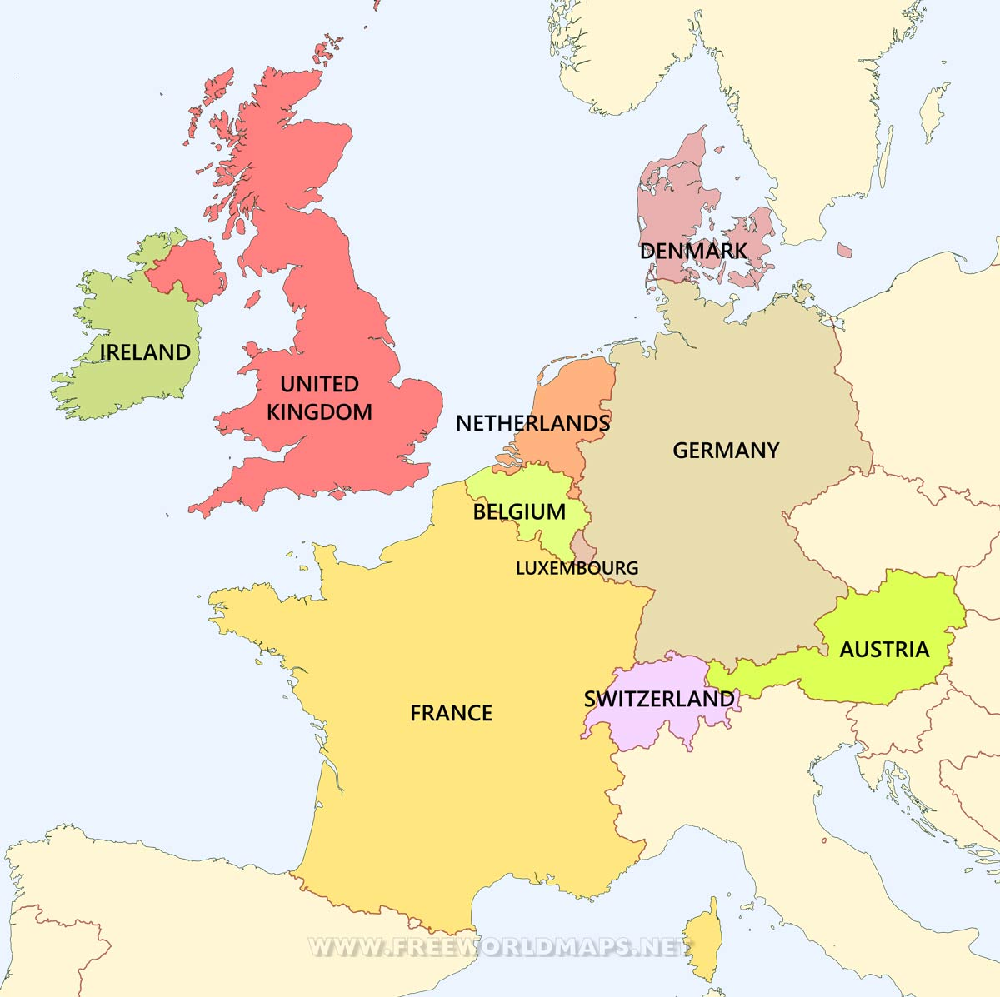 DENMARK
IRELAND
UNITED
KINGDOM
NETHERLANDS
GERMANY
BELGIUM
LUXEMBOURG
AUSTRIA
SWITZERLAND
FRANCE
WWW.FREEWORLDMAPS.NET